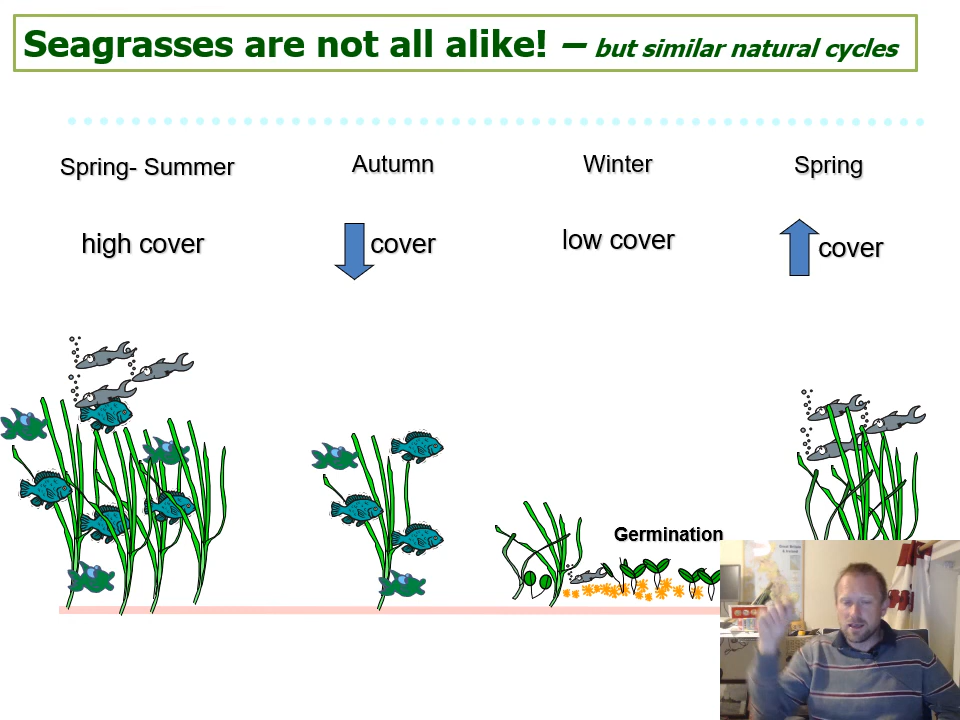 Seagrasses are not all alike! – but similar natural cycles
Spring- Summer
Autumn
Winter
Spring
high cover
cover
low cover
cover
Germination